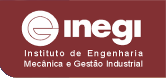 inegi
Instituto de Engenharia
Mecânica e Gestão Industrial